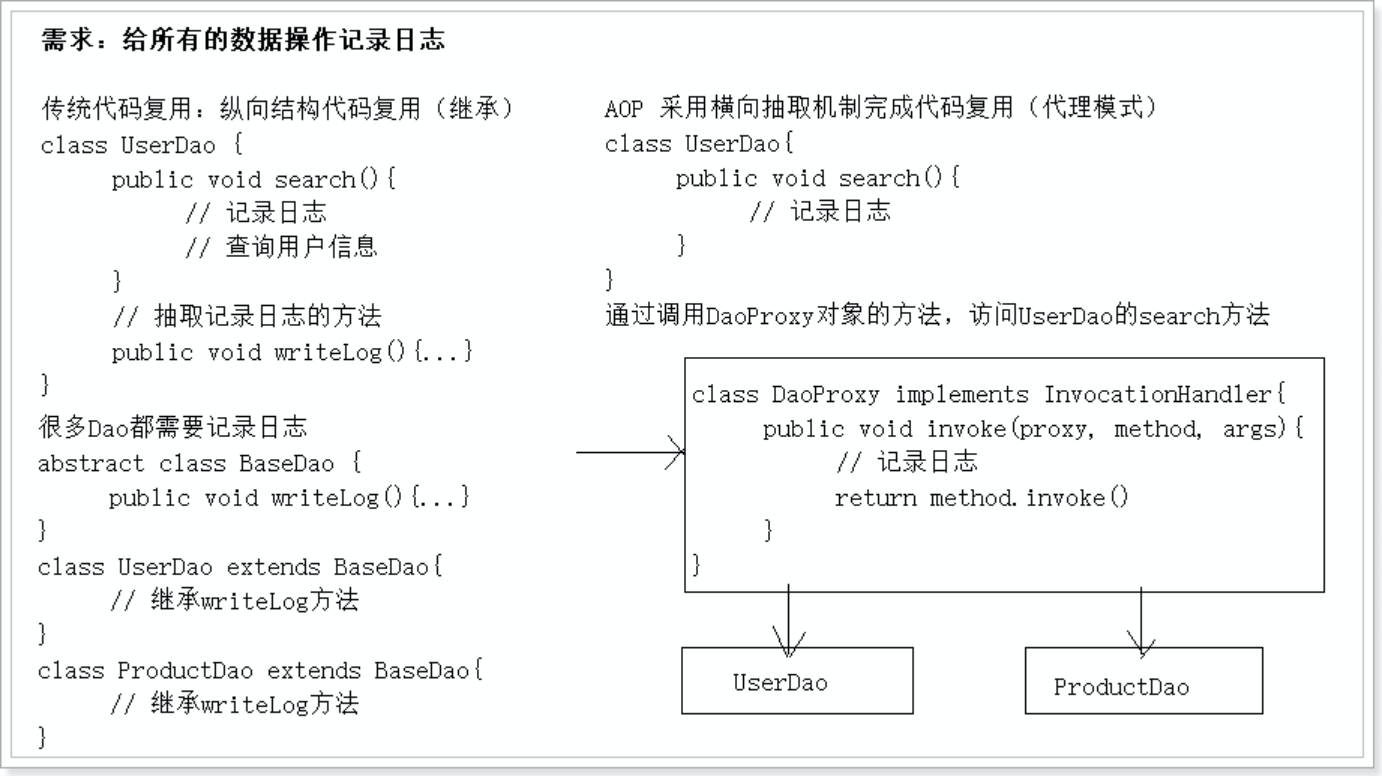 需求：给所有的数据操作记录日志
传统代码复用：纵向结构代码复用（继承）
class UserDao {
public void search(){
// 记录日志
// 查询用户信息
}
// 抽取记录日志的方法
public void writeLog(){...}
}
很多Dao都需要记录日志
abstract class BaseDao {
public void writeLog(){...}
}
class UserDao extends BaseDao{
// 继承writeLog方法
}
class ProductDao extends BaseDao{
// 继承writeLog方法
}
AOP 采用横向抽取机制完成代码复用（代理模式）
class UserDao{
public void search(){
// 记录日志
}
}
通过调用DaoProxy对象的方法，访问UserDao的search方法
class DaoProxy implements InvocationHandler{
public void invoke(proxy, method, args){
// 记录日志
return method.invoke()
}
}
UserDao
ProductDao